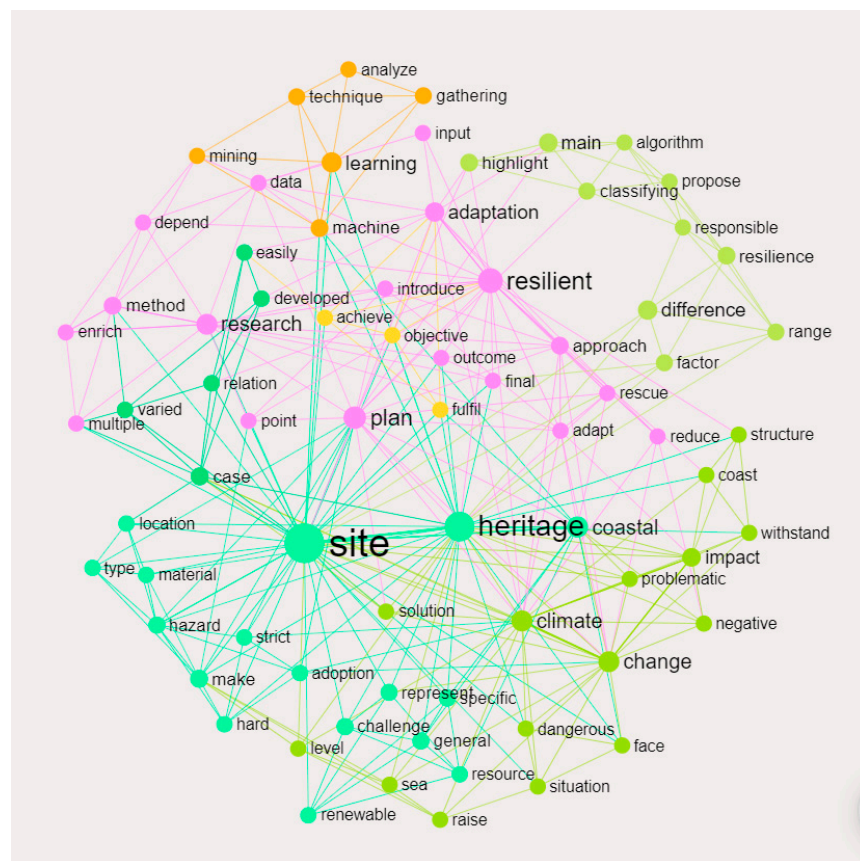 analyze
technique
gathering
input
main
algorithm
mining
learning
highlight
data
classifying
propose
depend
adaptation
machine
responsible
easily
resilience
resilient
introduce
developed
method
achieve
difference
enrich
research
objective
range
approach
outcome
factor
relation
final
rescue
varied
fulfil
multiple
point
plan
adapt
reduce
structure
case
coast
location
heritage
coastal
withstand
site
type
material
impact
problematic
solution
hazard
climate
negative
strict
change
make
adoption
represent
specific
hard
challenge
dangerous
level
general
face
resource
sea
situation
renewable
raise